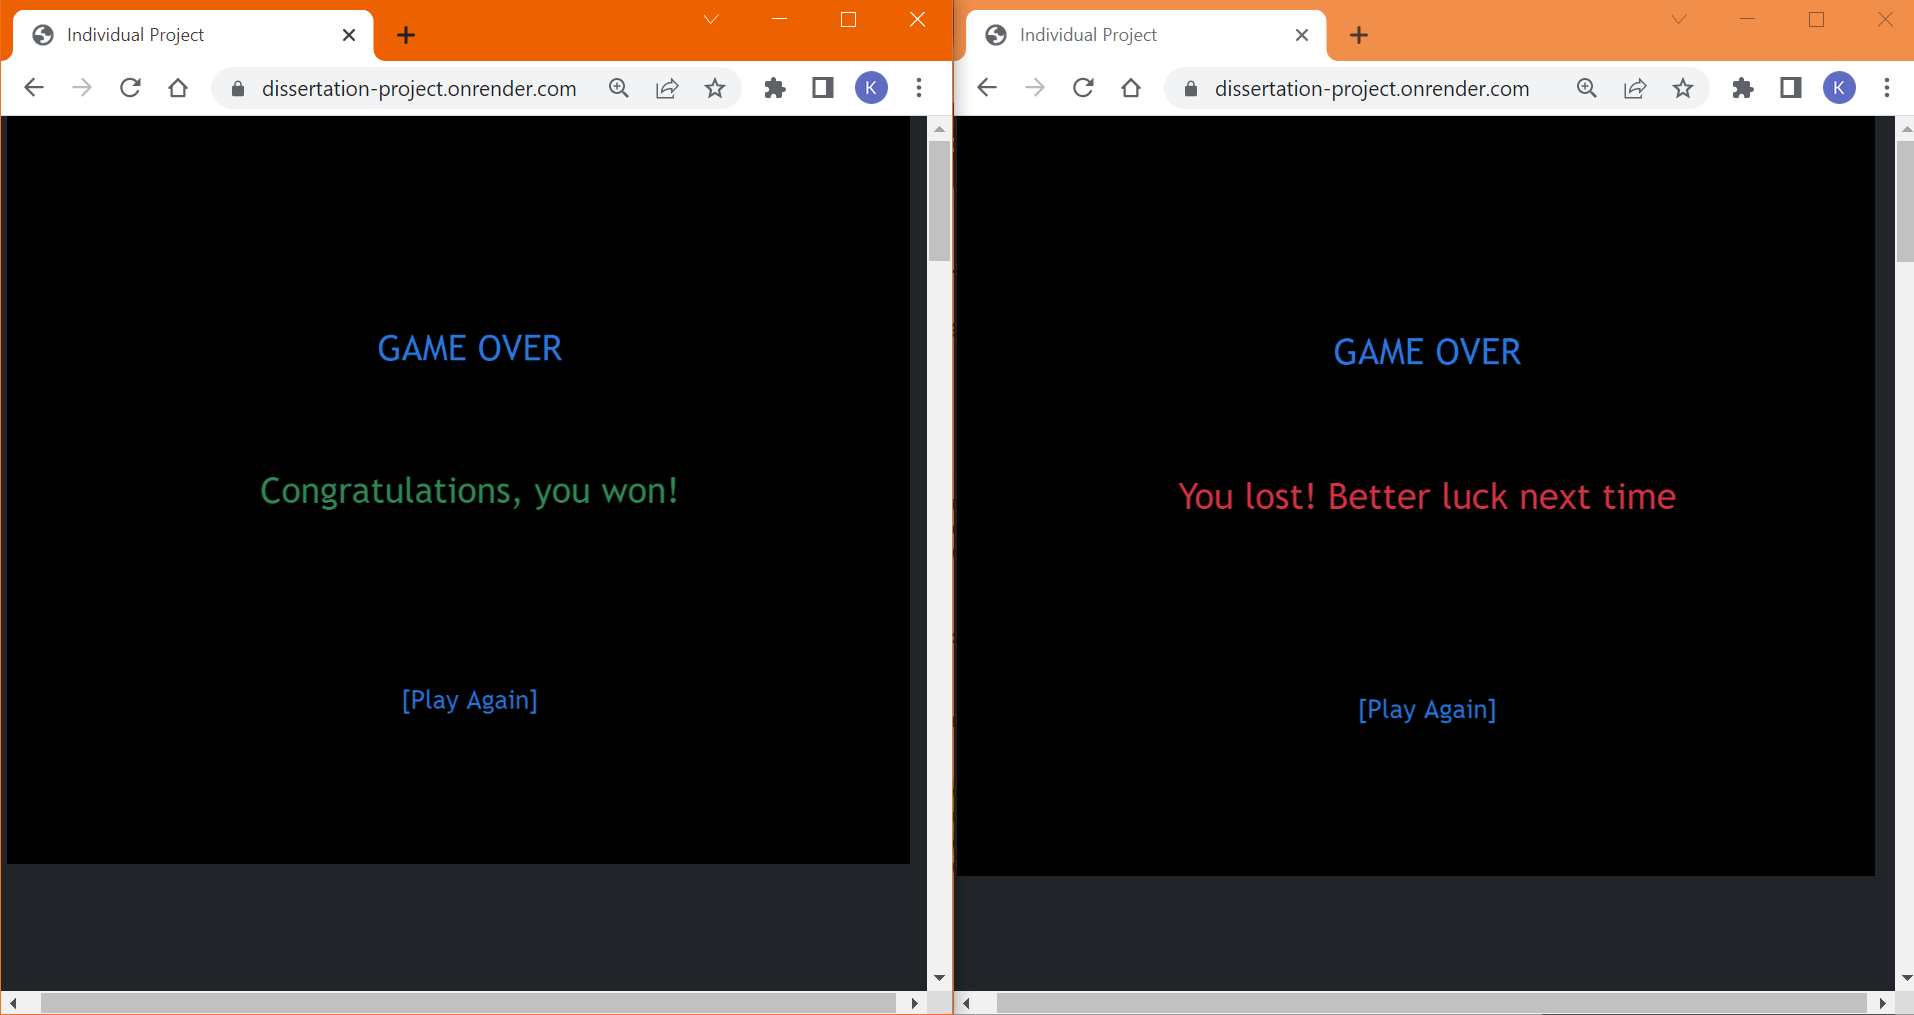 Individual Project
dissertation-project.onrender.com
K
GAME OVER
Congratulations, you won!
[Play Again]
Individual Project
dissertation-project.onrender.com
K
GAME OVER
You lost! Better luck next time
[Play Again]